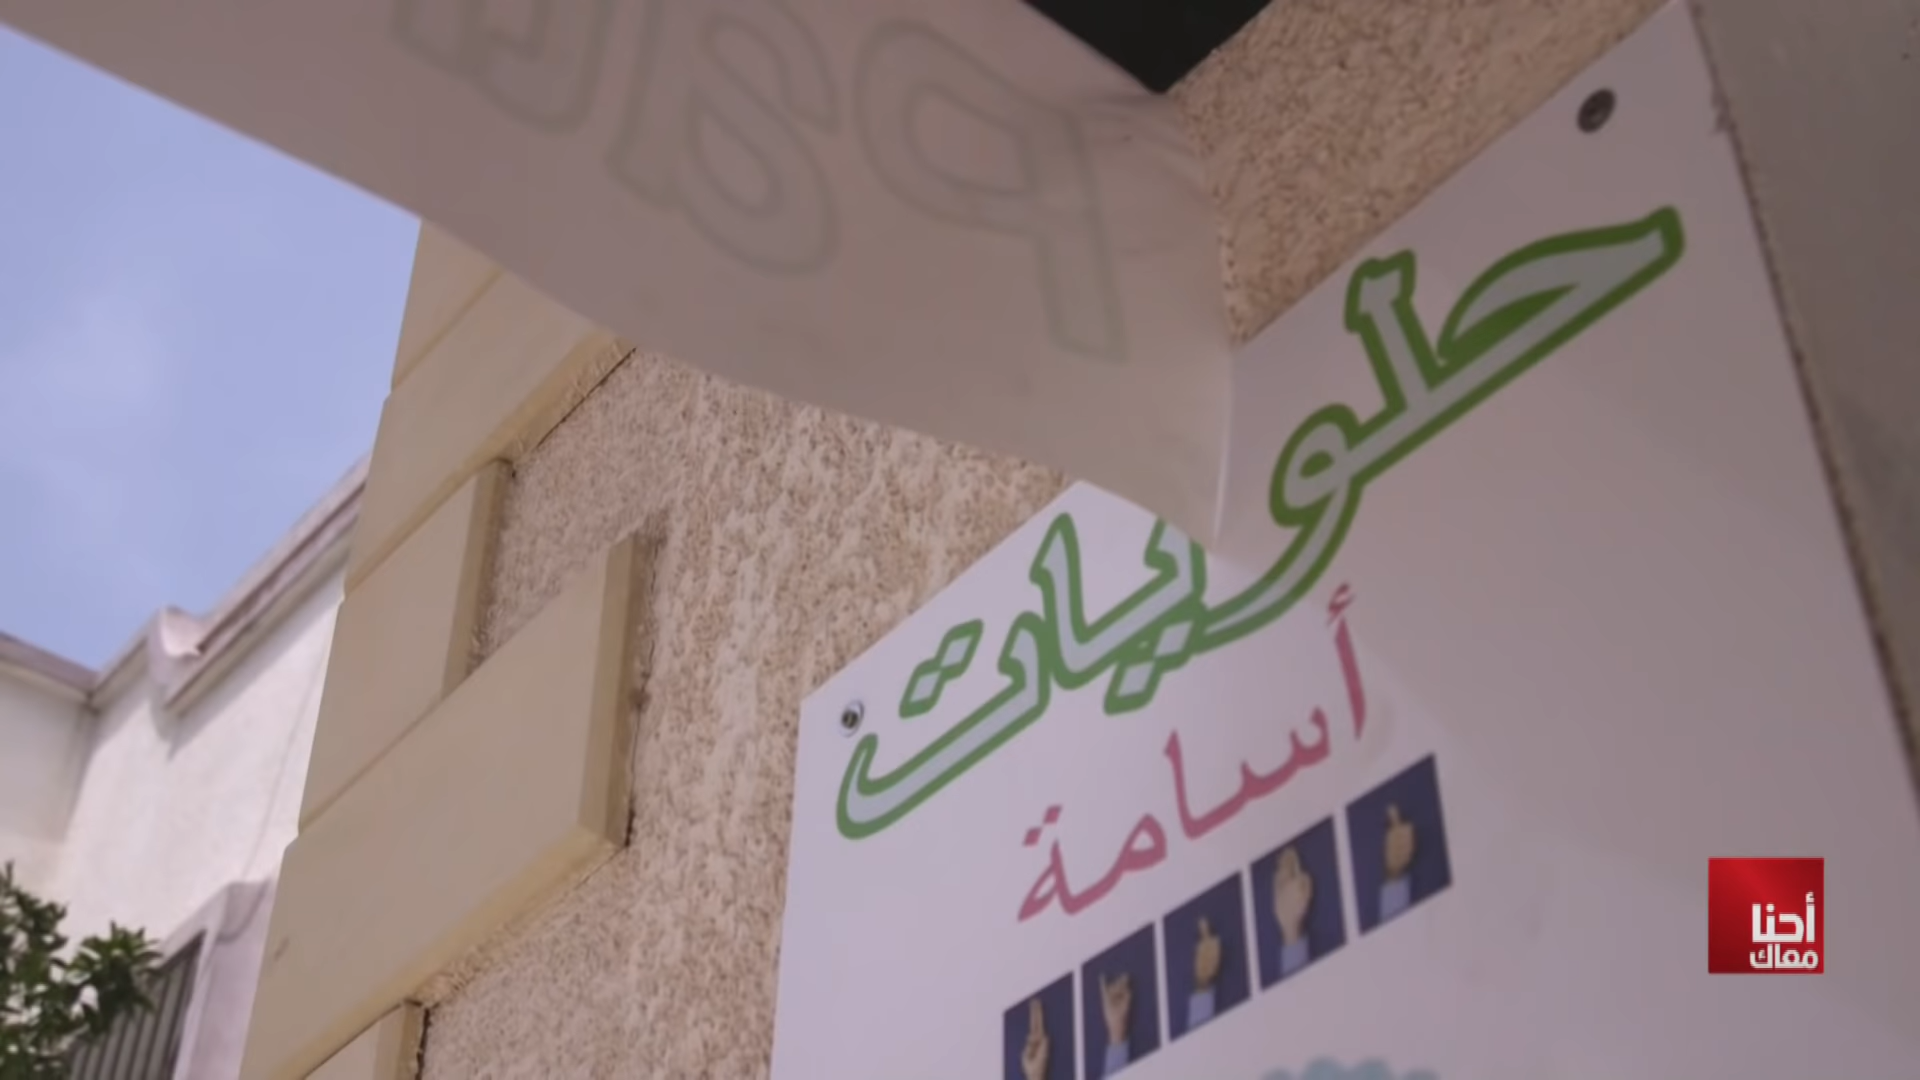 حلويات
أسامة
أحنا
معاك